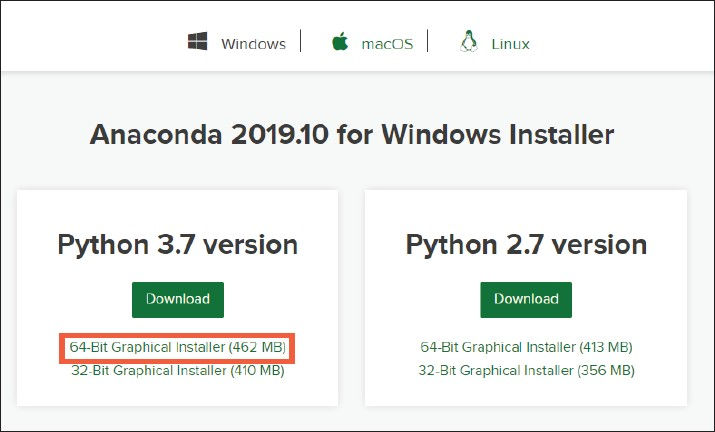 Windows macOS Linux
Anaconda 2019.10 for Windows Installer
Python 3.7 version
Download
64-Bit Graphical Installer (462 MB)
32-Bit Graphical Installer (410 MB)
Python 2.7 version
Download
64-Bit Graphical Installer (413 MB)
32-Bit Graphical Installer (356 MB)